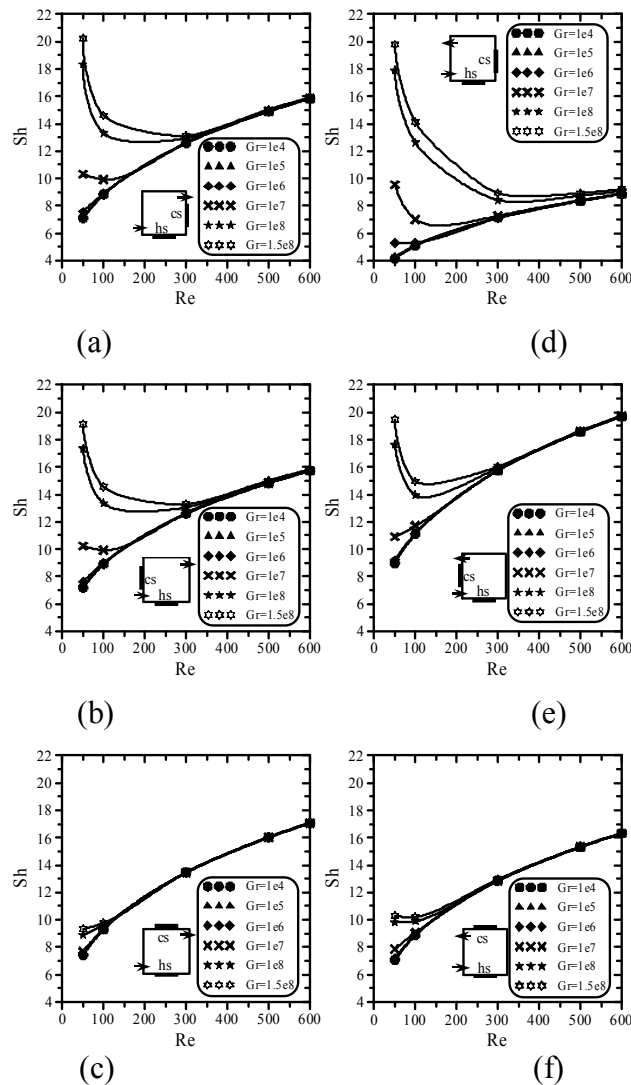 22
20
18
16
14
12
10
8
6
4
Sh
0 100 200 300 400 500 600
Re
Gr=1e4
Gr=1e5
Gr=1e6
Gr=1e7
Gr=1e8
Gr=1.5e8
cs
hs
(a)
22
20
18
16
14
12
10
8
6
4
Sh
0 100 200 300 400 500 600
Re
Gr=1e4
Gr=1e5
Gr=1e6
Gr=1e7
Gr=1e8
Gr=1.5e8
cs
hs
(d)
22
20
18
16
14
12
10
8
6
4
Sh
0 100 200 300 400 500 600
Re
Gr=1e4
Gr=1e5
Gr=1e6
Gr=1e7
Gr=1e8
Gr=1.5e8
cs
hs
(b)
22
20
18
16
14
12
10
8
6
4
Sh
0 100 200 300 400 500 600
Re
Gr=1e4
Gr=1e5
Gr=1e6
Gr=1e7
Gr=1e8
Gr=1.5e8
cs
hs
(e)
22
20
18
16
14
12
10
8
6
4
Sh
0 100 200 300 400 500 600
Re
Gr=1e4
Gr=1e5
Gr=1e6
Gr=1e7
Gr=1e8
Gr=1.5e8
cs
hs
(c)
22
20
18
16
14
12
10
8
6
4
Sh
0 100 200 300 400 500 600
Re
Gr=1e4
Gr=1e5
Gr=1e6
Gr=1e7
Gr=1e8
Gr=1.5e8
cs
hs
(f)